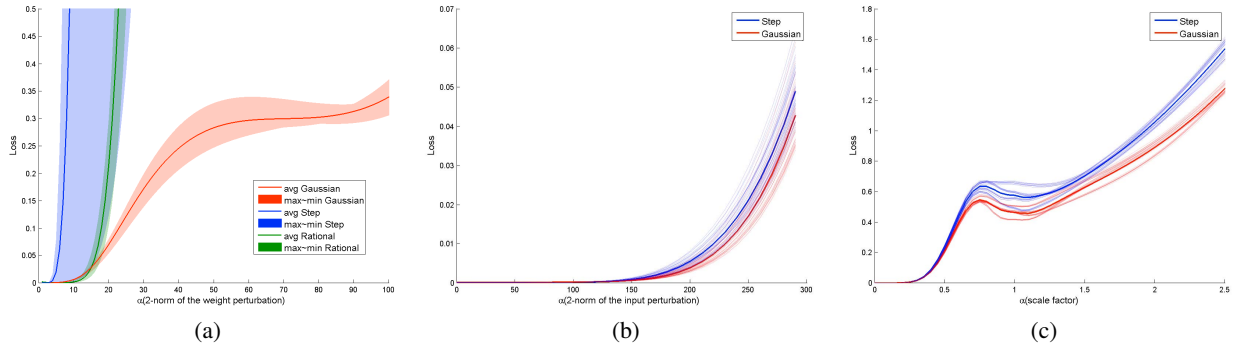 0.5
0.45
0.4
0.35
0.3
0.25
0.2
0.15
0.1
0.05
0
Loss
0 10 20 30 40 50 60 70 80 90 100
α(2-norm of the weight perturbation)
avg Gaussian
max~min Gaussian
avg Step
max~min Step
avg Rational
max~min Rational
(a)
0.07
0.06
0.05
0.04
0.03
0.02
0.01
0
Loss
0 50 100 150 200 250 300
α(2-norm of the input perturbation)
Step
Gaussian
(b)
1.8
1.6
1.4
1.2
1
0.8
0.6
0.4
0.2
0
Loss
0 0.5 1 1.5 2 2.5
α(scale factor)
Step
Gaussian
(c)